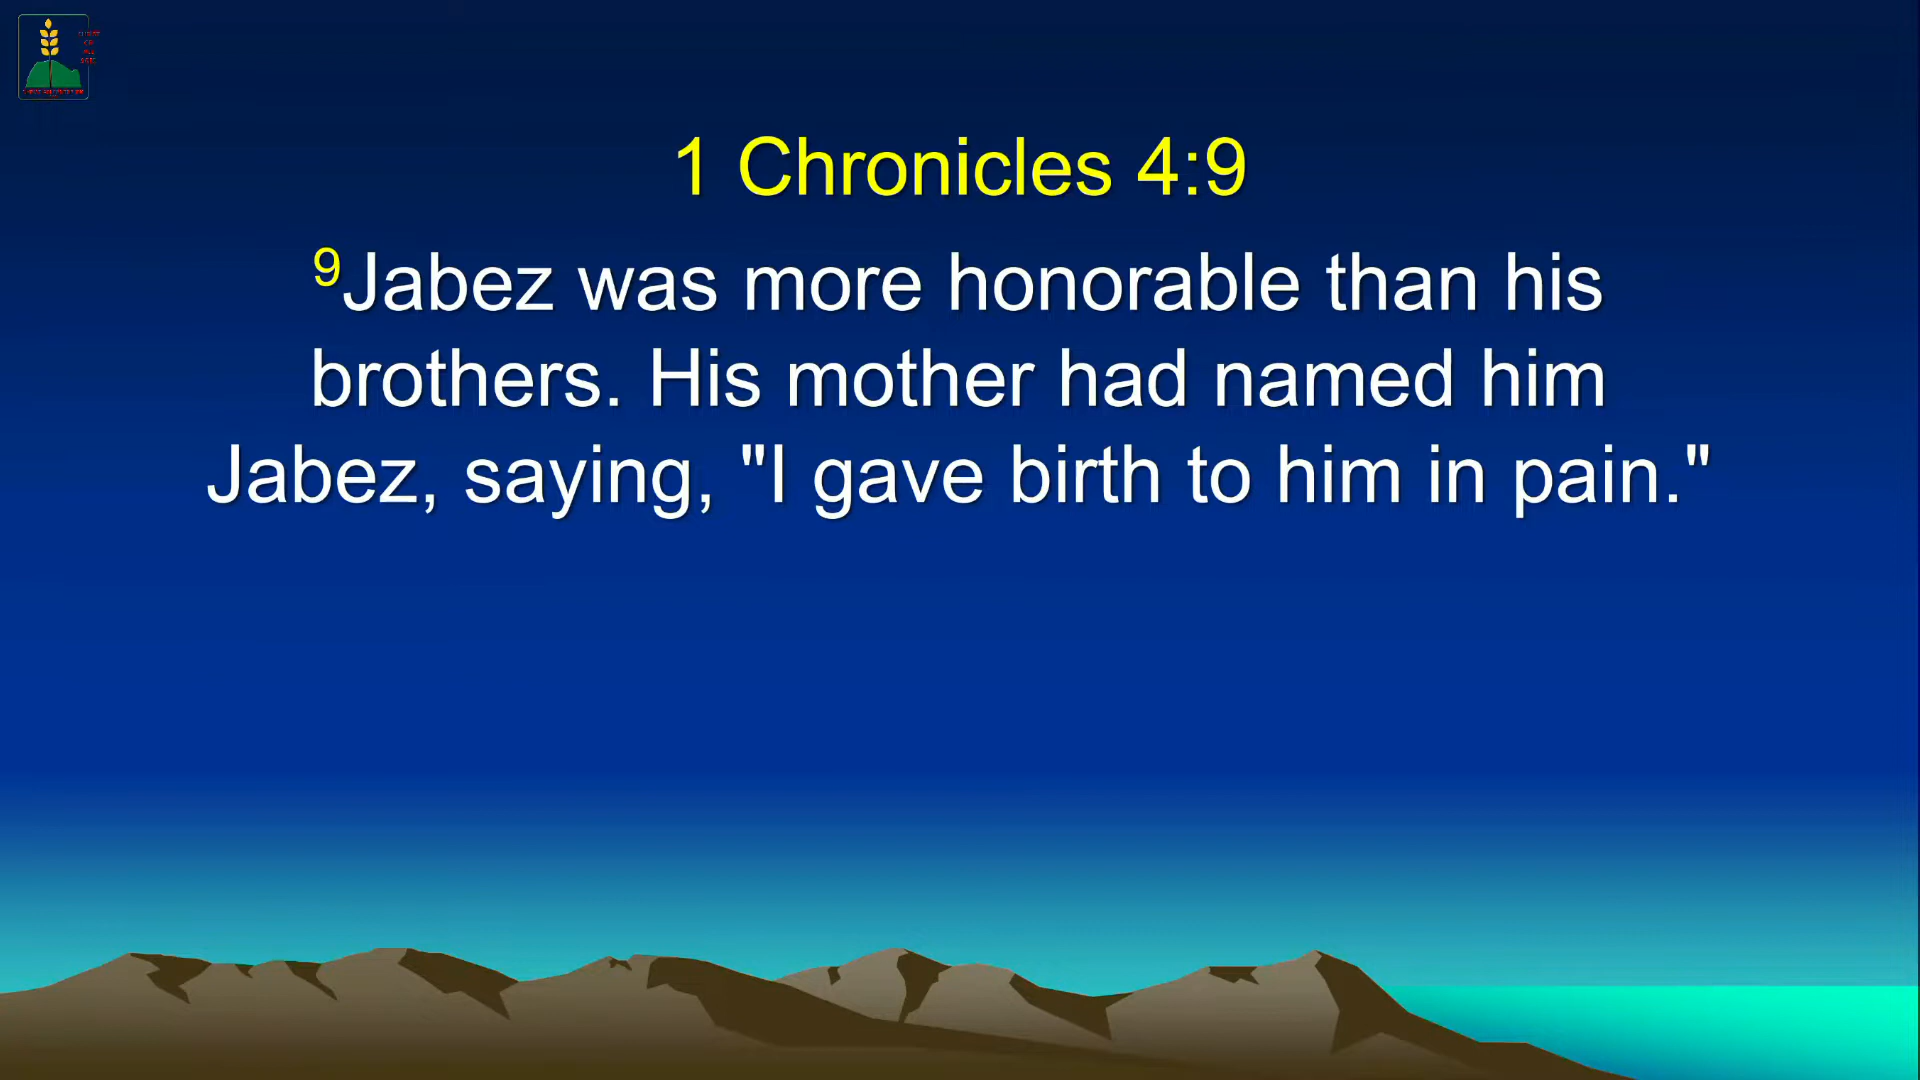 1 Chronicles 4:9
9Jabez was more honorable than his
brothers. His mother had named him
Jabez, saying, "I gave birth to him in pain."